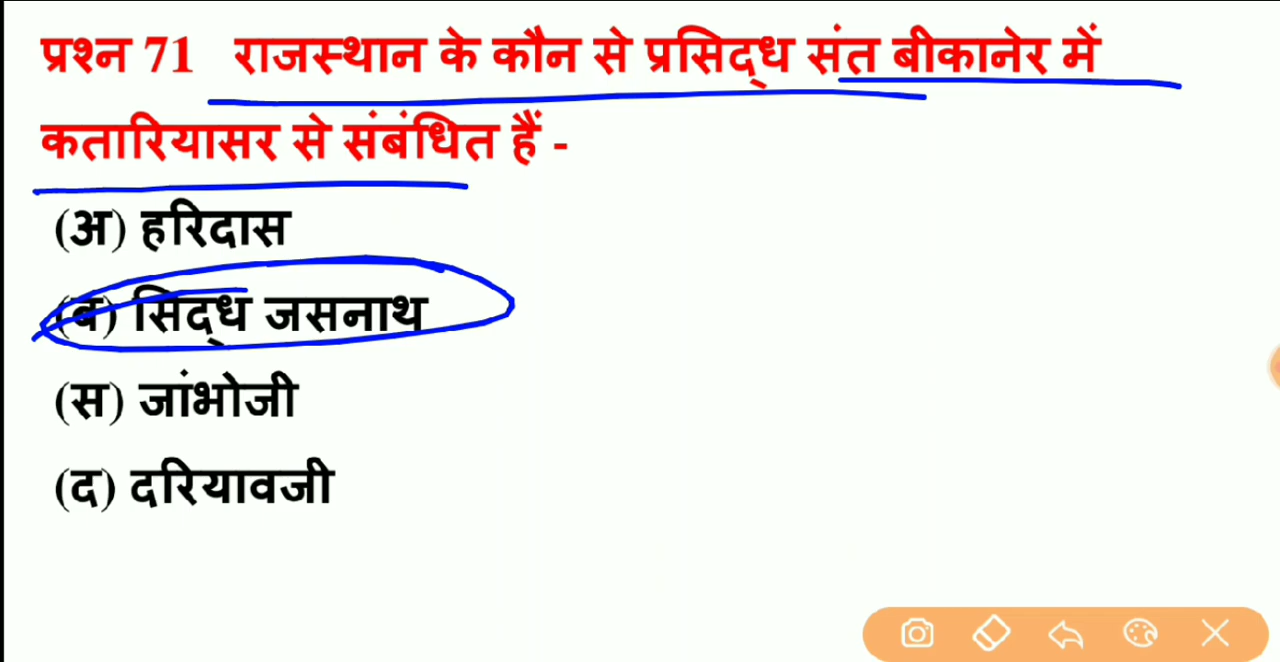 प्रश्न 71 राजस्थान के कौन से प्रसिद्ध संत बीकानेर में
कतारियासर से संबंधित हैं -
(अ) हरिदास
(ब) सिद्ध जसनाथ
(स) जांभोजी
(द) दरियावजी